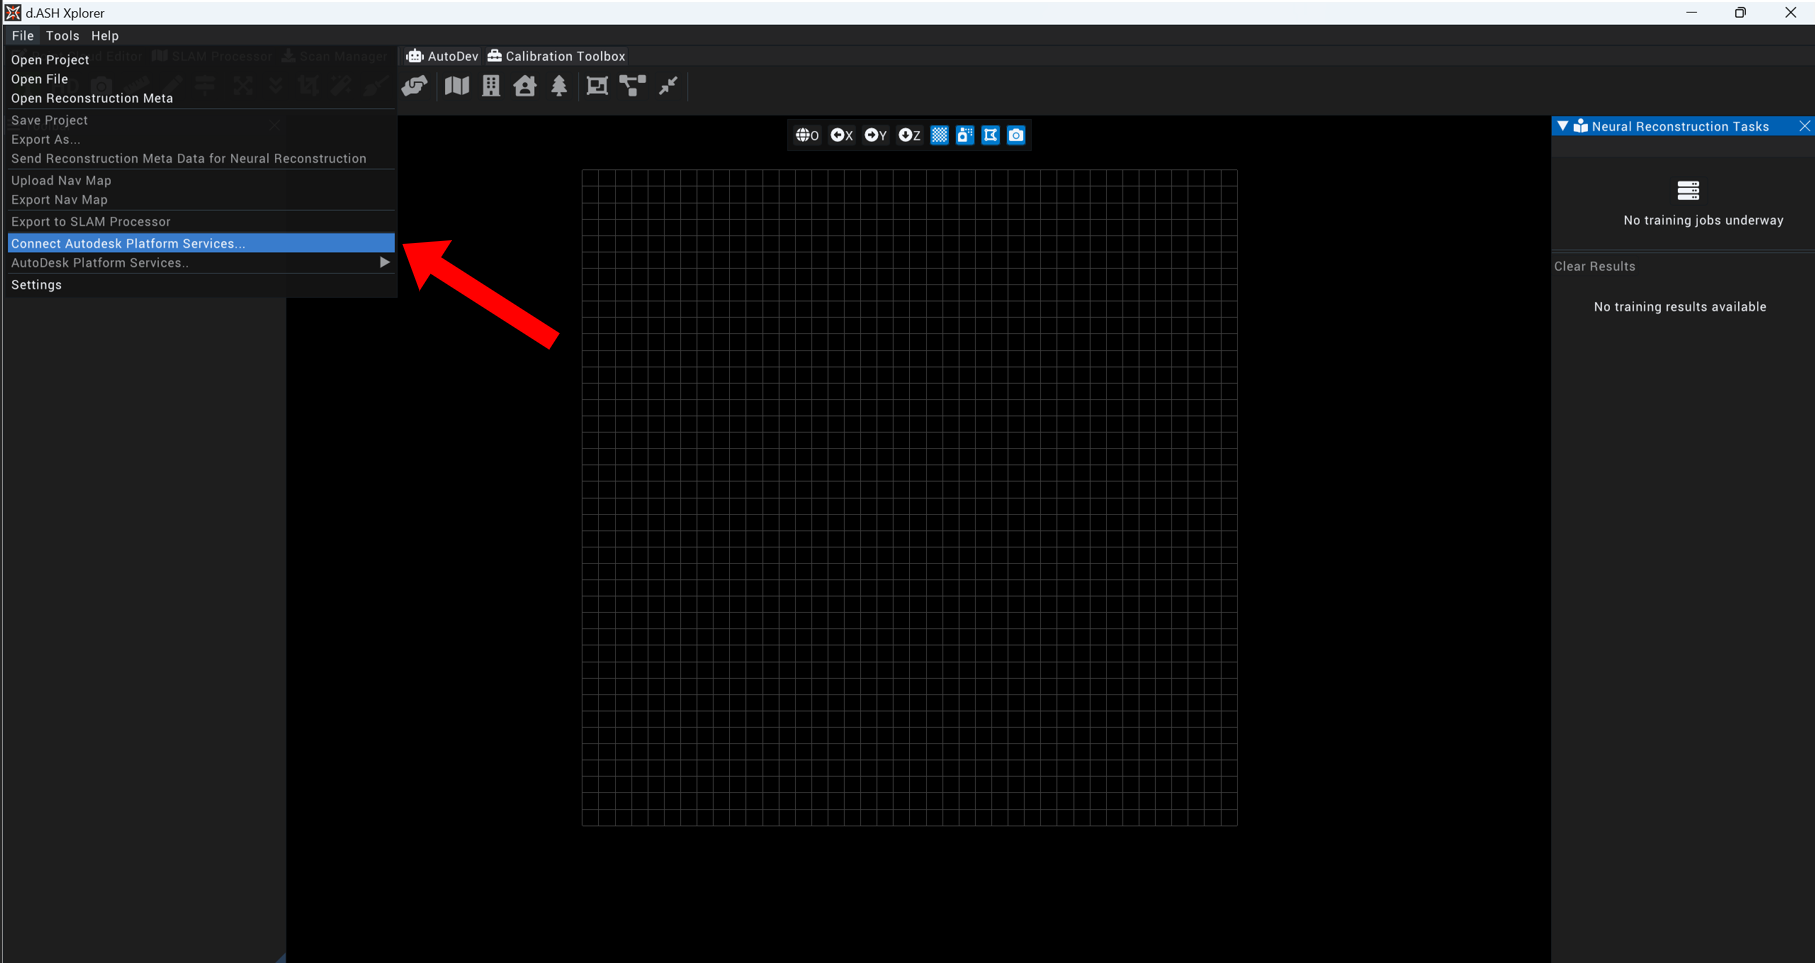 d.ASH Xplorer
File Tools Help
Cloud Editor SLAM Processor Scan Manager AutoDev Calibration Toolbox
Open Project
Open File
Open Reconstruction Meta
Save Project
Export As...
Send Reconstruction Meta Data for Neural Reconstruction
Upload Nav Map
Export Nav Map
Export to SLAM Processor
Connect Autodesk Platform Services...
AutoDesk Platform Services..
Settings
O X Y Z
Neural Reconstruction Tasks
No training jobs underway
Clear Results
No training results available